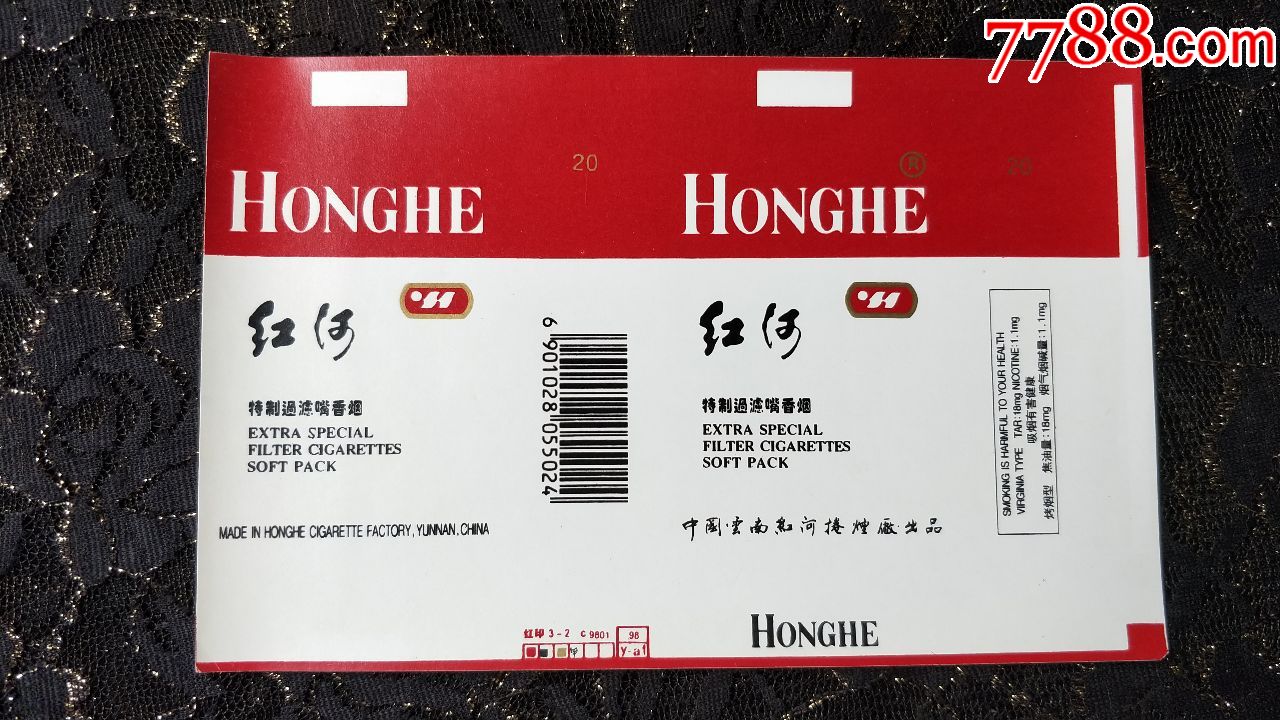 7788.com
20
HONGHE
红河
特制過濾嘴香烟
EXTRA SPECIAL
FILTER CIGARETTES
SOFT PACK
MADE IN HONGHE CIGARETTE FACTORY, YUNNAN, CHINA
6 901028 055024
® 20
HONGHE
红河
特制過濾嘴香烟
EXTRA SPECIAL
FILTER CIGARETTES
SOFT PACK
中国雲南红河捲煙廠出品
HONGHE
SMOKING IS HARMFUL TO YOUR HEALTH
VIRGINIA TYPE TAR:18mg NICOTINE:1.1mg
吸烟有害健康
烤烟型 焦油量:18mg 烟气烟碱量:1.1mg
红印 3-2 C 9801 98
y-a1